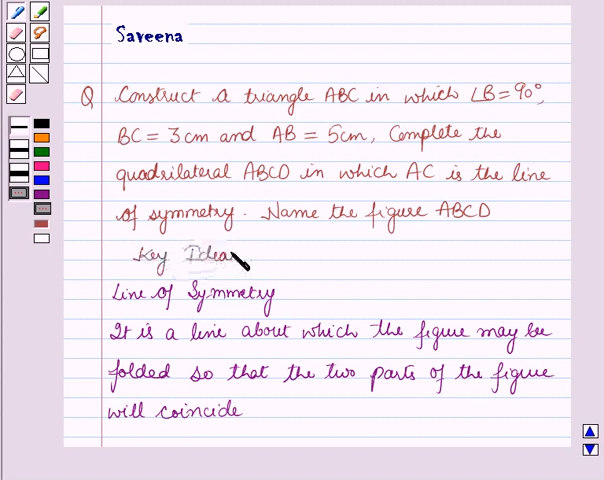 Saveena
Q Construct a triangle ABC in which ∠B = 90°,
BC = 3cm and AB = 5cm, Complete the
quadrilateral ABCD in which AC is the line
of symmetry. Name the figure ABCD
Key Idea
Line of Symmetry
It is a line about which the figure may be
folded so that the two parts of the figure
will coincide